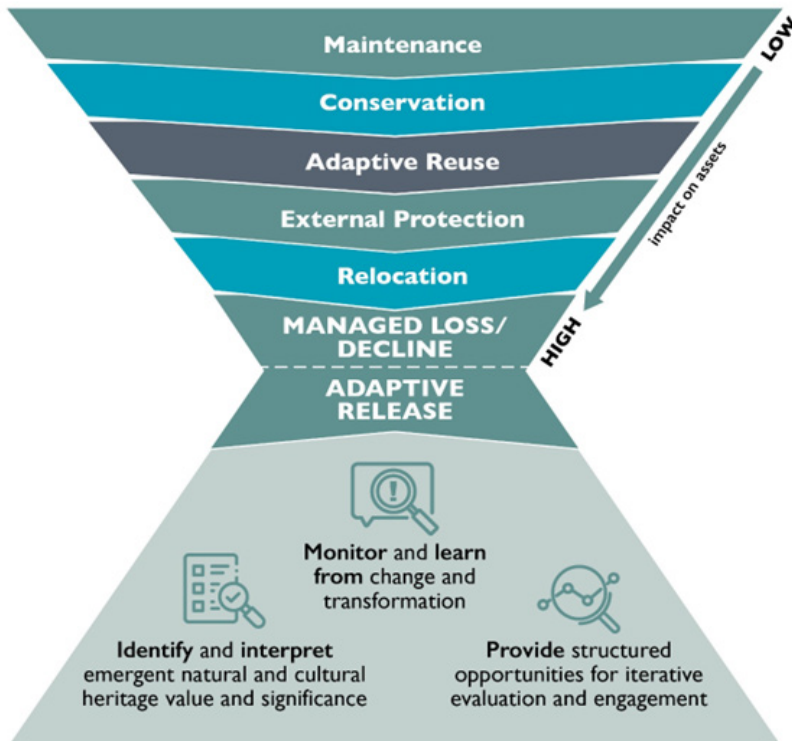 Maintenance
LOW
Conservation
Adaptive Reuse
impact on assets
External Protection
Relocation
HIGH
MANAGED LOSS/
DECLINE
ADAPTIVE
RELEASE
Monitor and learn
from change and
transformation
Identify and interpret
emergent natural and cultural
heritage value and significance
Provide structured
opportunities for iterative
evaluation and engagement